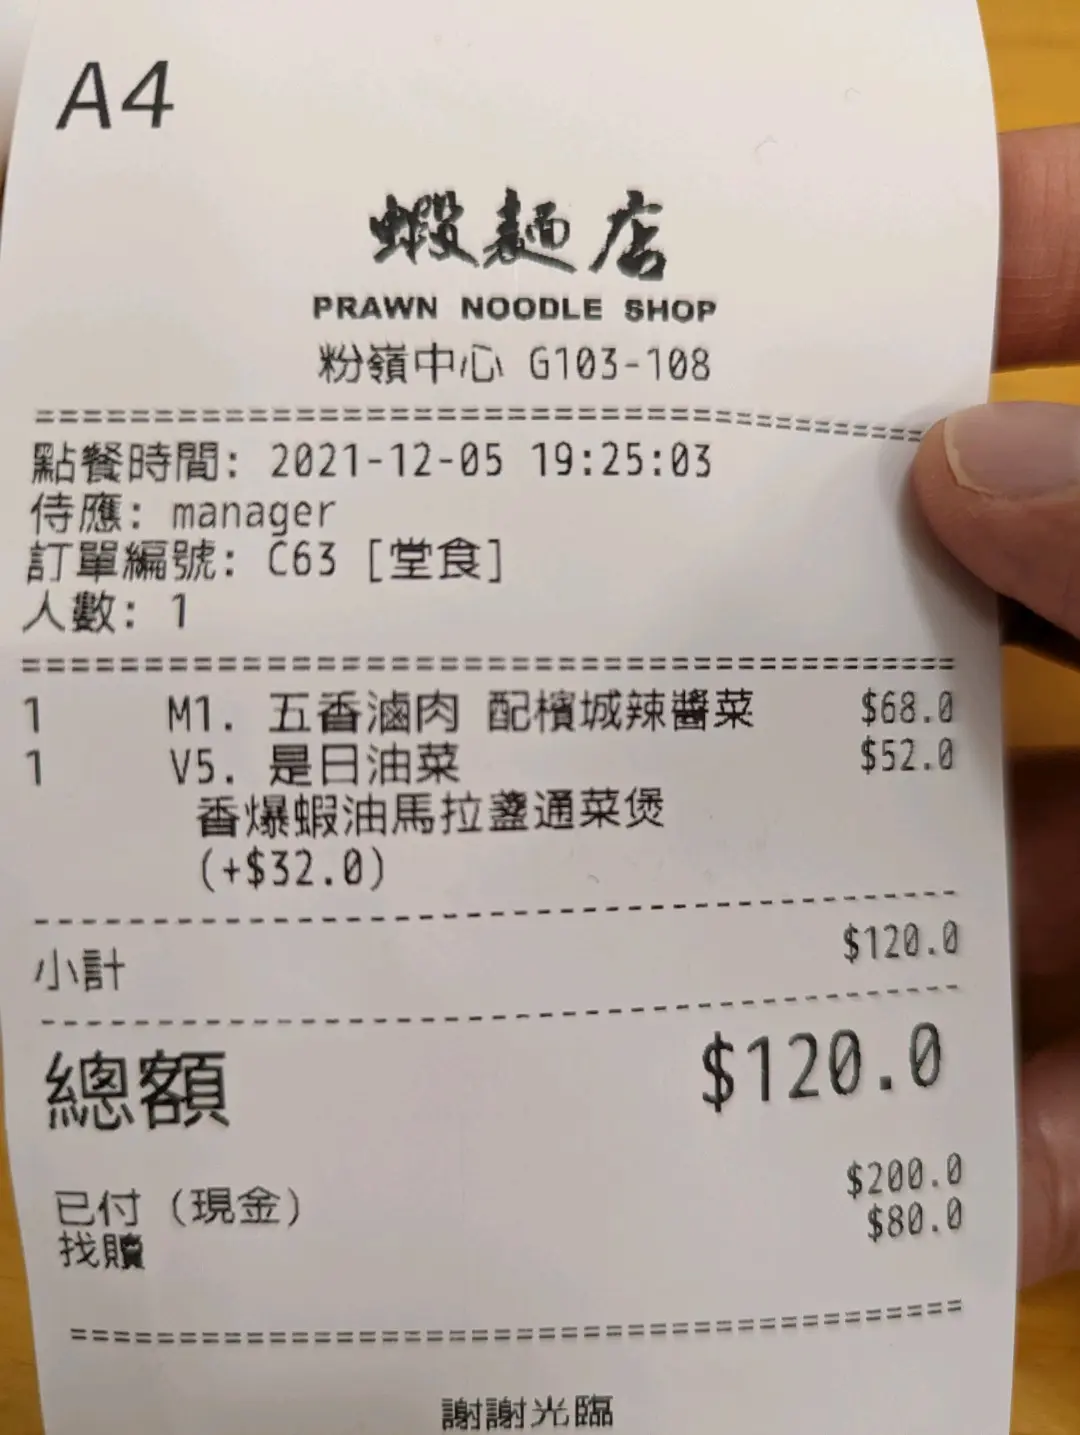 A4
蝦麵店
PRAWN NOODLE SHOP
粉嶺中心 G103-108
======================================
點餐時間: 2021-12-05 19:25:03
侍應: manager
訂單編號: C63 [堂食]
人數: 1
======================================
1 M1. 五香滷肉 配檳城辣醬菜 $68.0
1 V5. 是日油菜 $52.0
香爆蝦油馬拉盞通菜煲
(+$32.0)
--------------------------------------
小計 $120.0
--------------------------------------
總額 $120.0
已付 (現金) $200.0
找贖 $80.0
======================================
謝謝光臨